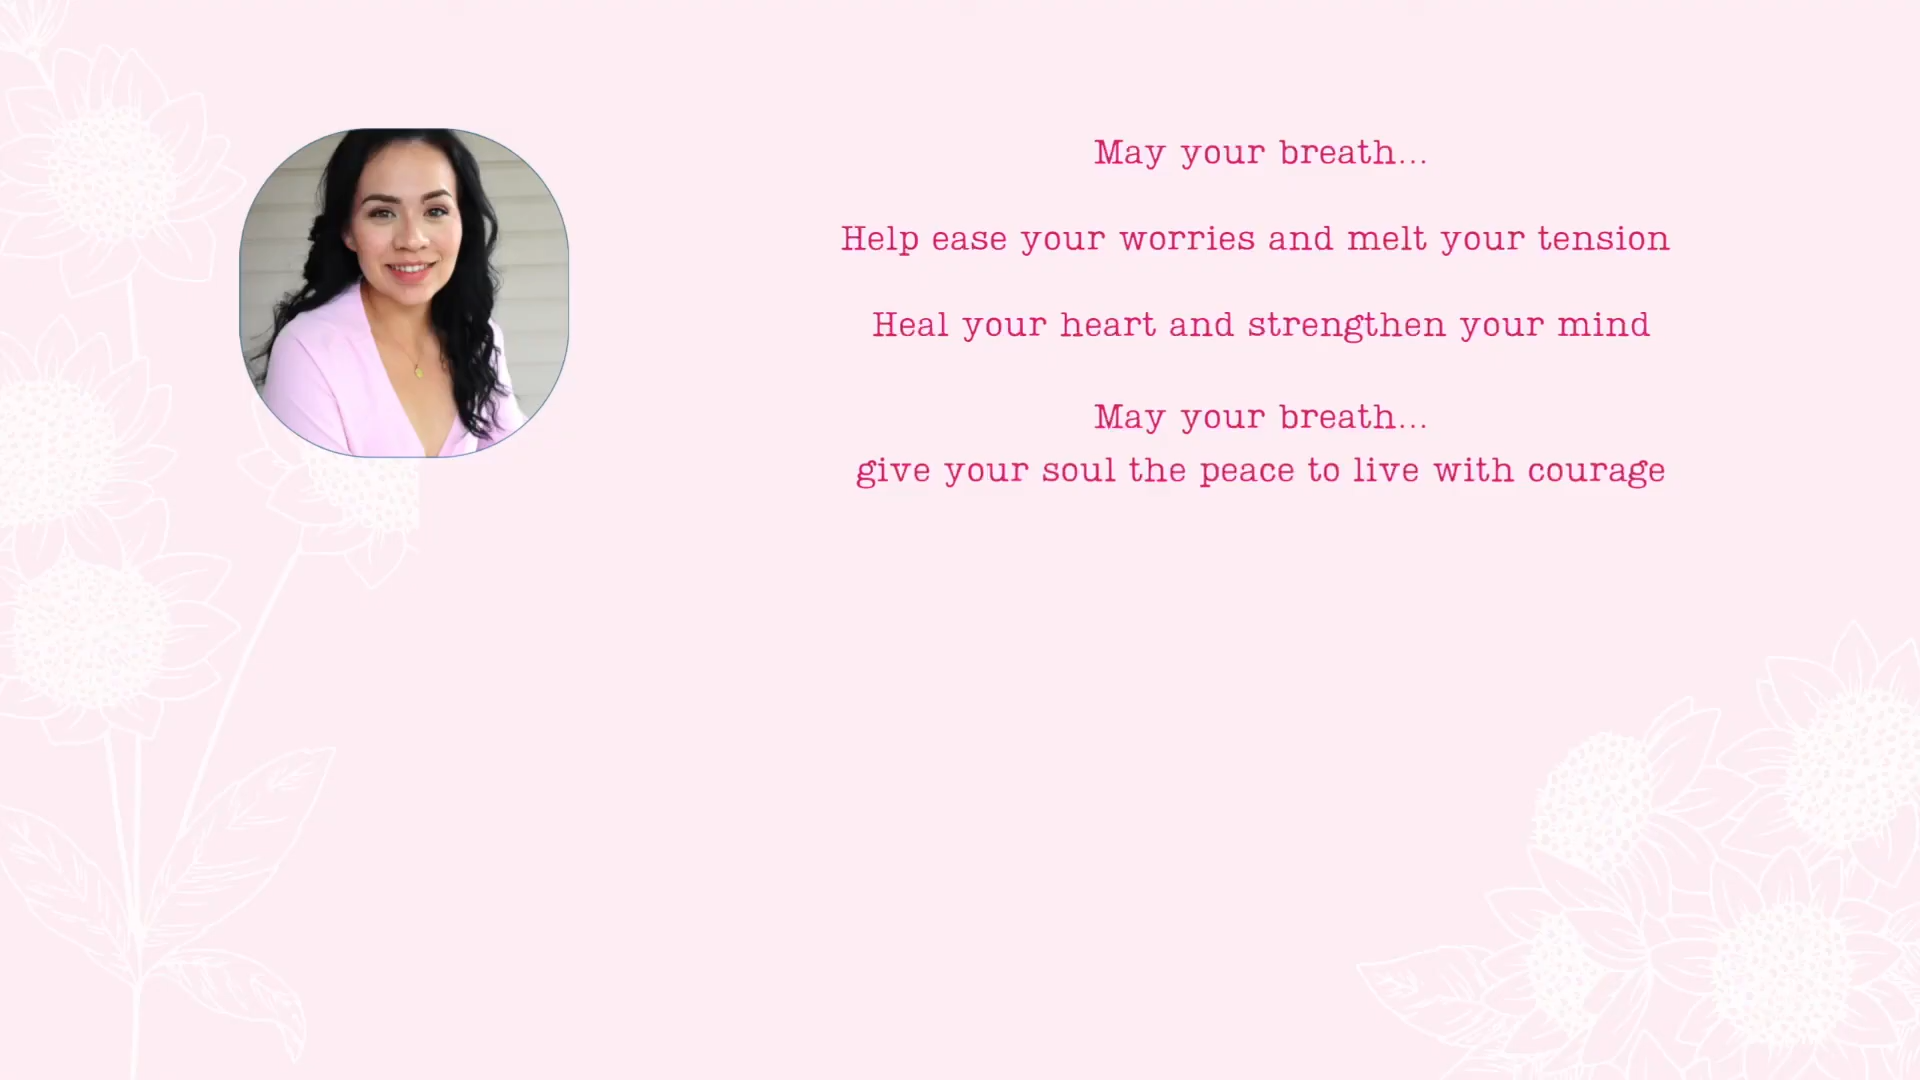 May your breath...
Help ease your worries and melt your tension
Heal your heart and strengthen your mind
May your breath...
give your soul the peace to live with courage